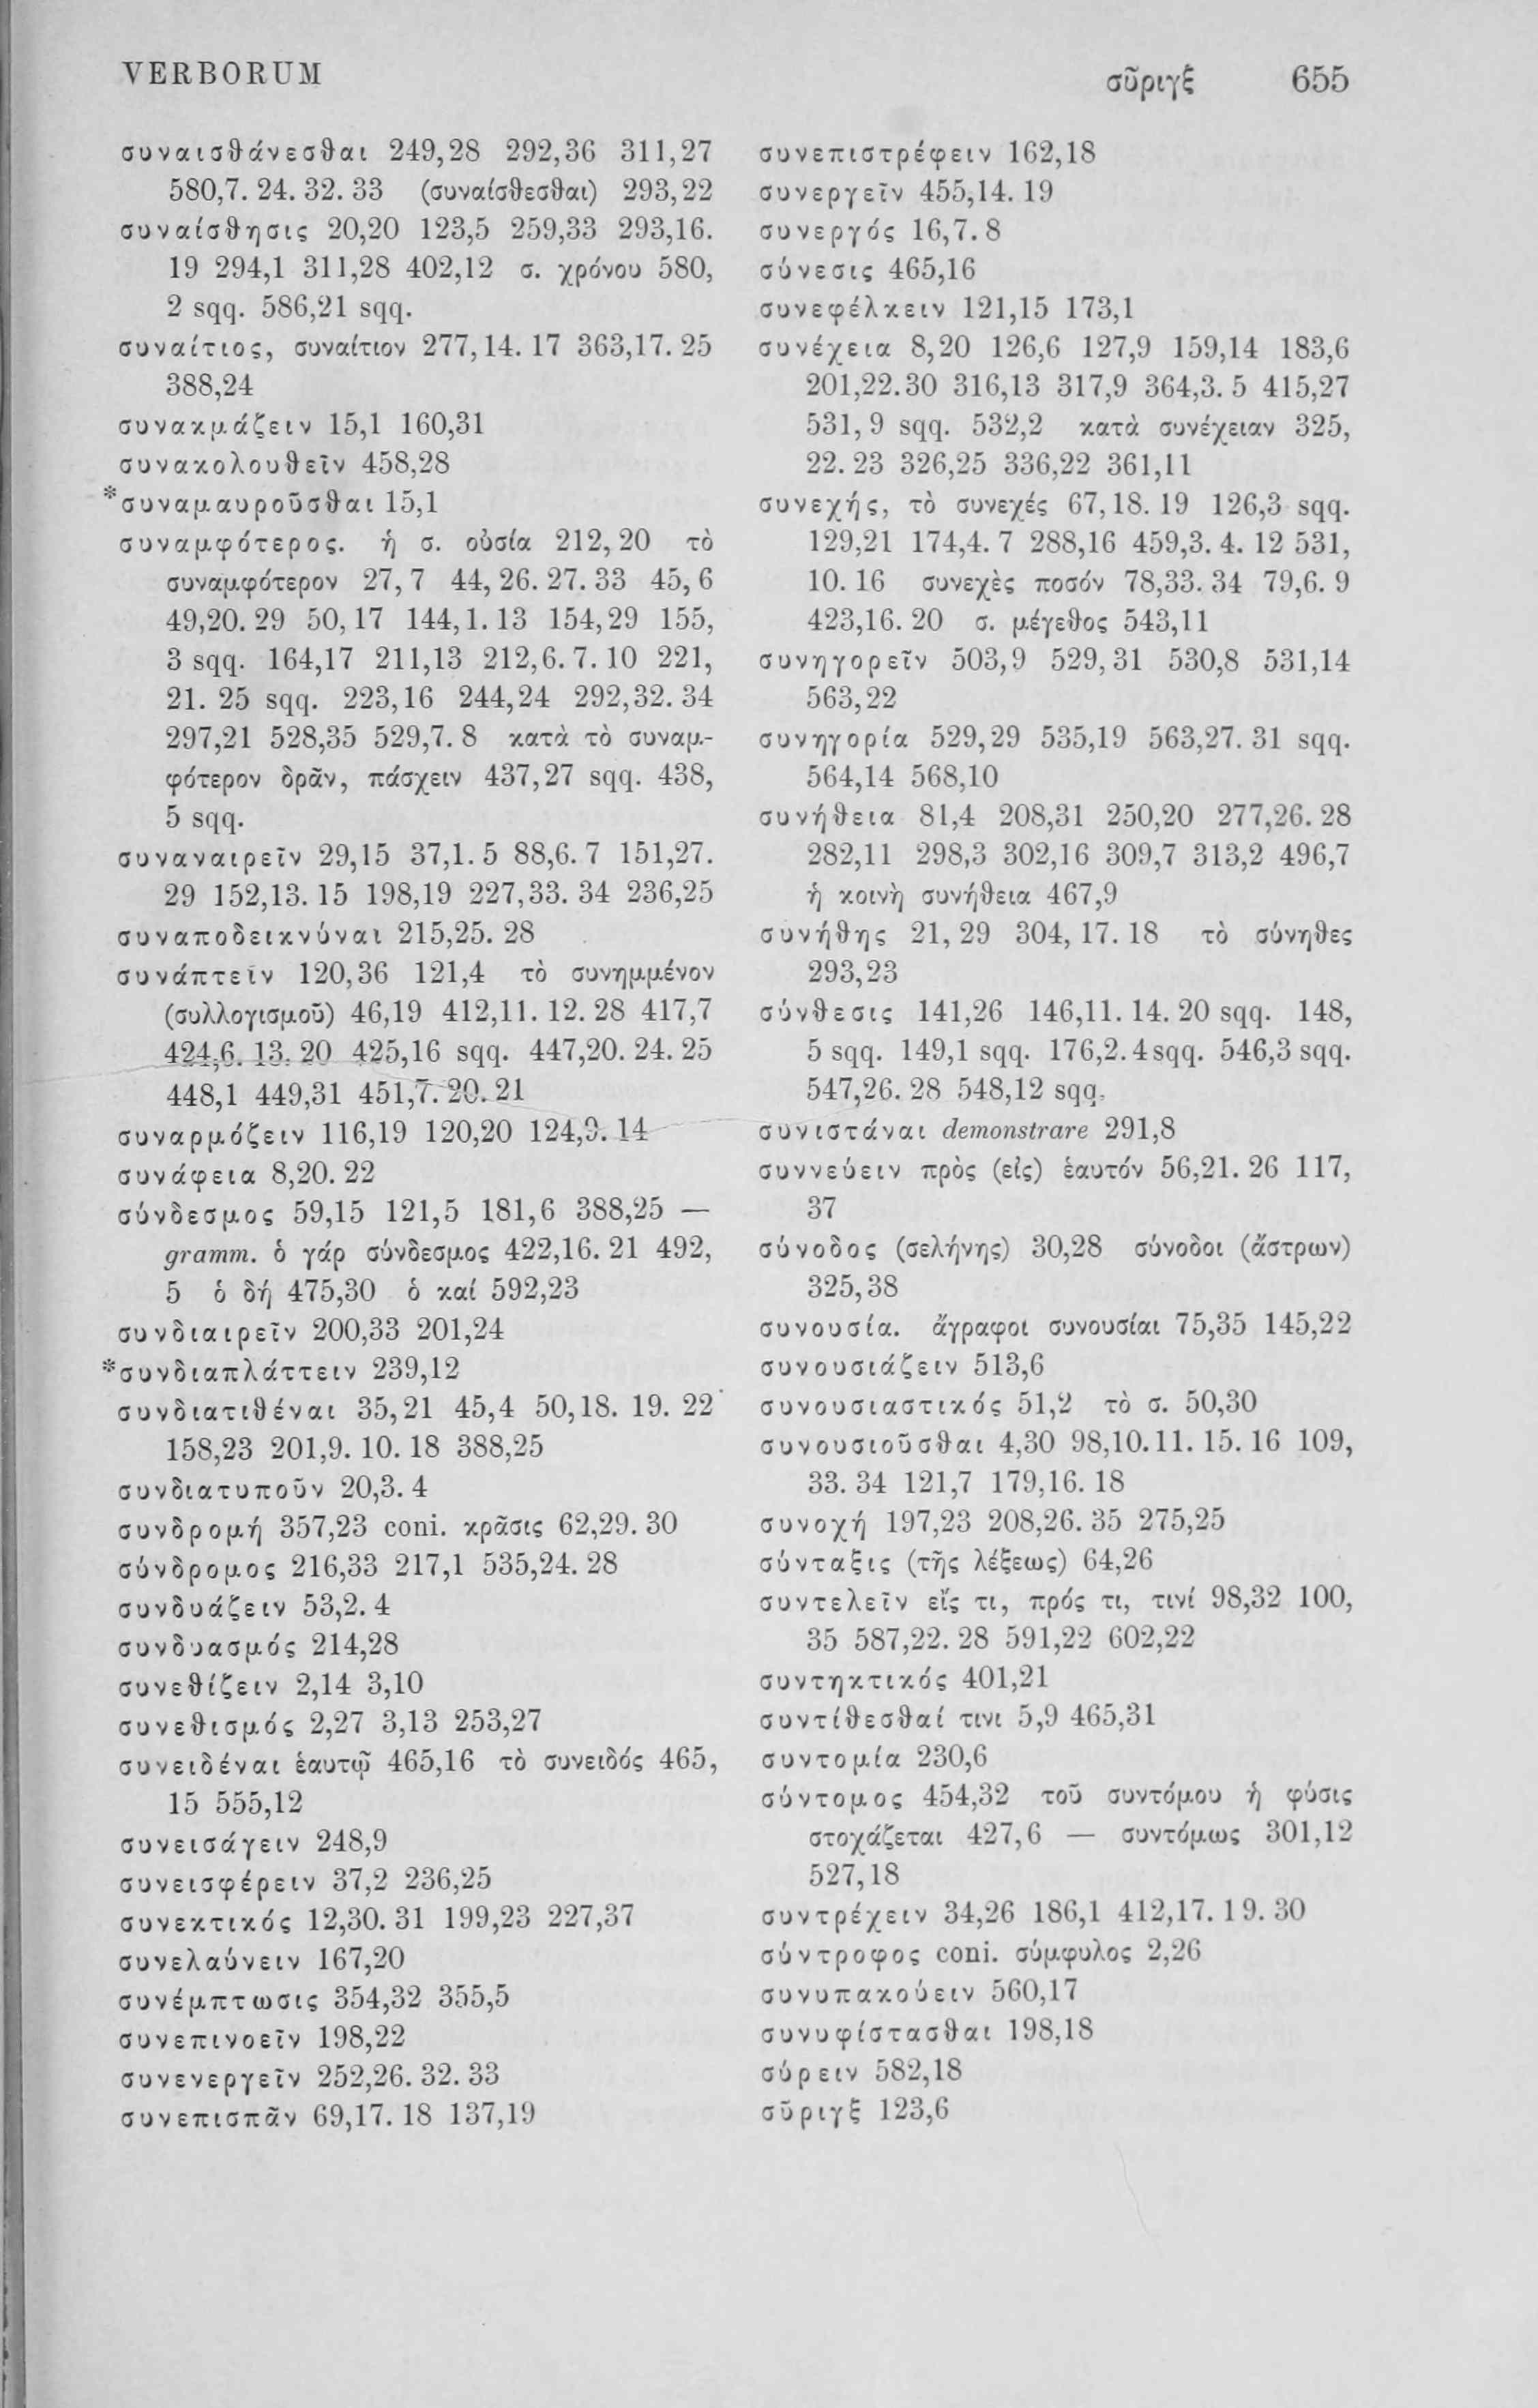 VERBORUM
σῦριγξ 655
συναισθάνεσθαι 249,28 292,36 311,27
580,7. 24. 32. 33 (συναίσθεσθαι) 293,22
συναίσθησις 20,20 123,5 259,33 293,16.
19 294,1 311,28 402,12 σ. χρόνου 580,
2 sqq. 586,21 sqq.
συναίτιος, συναίτιον 277,14. 17 363,17. 25
388,24
συνακμάζειν 15,1 160,31
συνακολουθεῖν 458,28
*συναμαυροῦσθαι 15,1
συναμφότερος. ἡ σ. οὐσία 212,20 τὸ
συναμφότερον 27,7 44,26. 27. 33 45,6
49,20. 29 50,17 144,1. 13 154,29 155,
3 sqq. 164,17 211,13 212,6. 7. 10 221,
21. 25 sqq. 223,16 244,24 292,32. 34
297,21 528,35 529,7. 8 κατὰ τὸ συναμ-
φότερον δρᾶν, πάσχειν 437,27 sqq. 438,
5 sqq.
συναναιρεῖν 29,15 37,1. 5 88,6. 7 151,27.
29 152,13. 15 198,19 227,33. 34 236,25
συναποδεικνύναι 215,25. 28
συνάπτειν 120,36 121,4 τὸ συνημμένον
(συλλογισμοῦ) 46,19 412,11. 12. 28 417,7
424,6. 13. 20 425,16 sqq. 447,20. 24. 25
448,1 449,31 451,7. 20. 21
συναρμόζειν 116,19 120,20 124,9. 14
συνάφεια 8,20. 22
σύνδεσμος 59,15 121,5 181,6 388,25 —
gramm. ὁ γάρ σύνδεσμος 422,16. 21 492,
5 ὁ δή 475,30 ὁ καί 592,23
συνδιαιρεῖν 200,33 201,24
*συνδιαπλάττειν 239,12
συνδιατιθέναι 35,21 45,4 50,18. 19. 22
158,23 201,9. 10. 18 388,25
συνδιατυποῦν 20,3. 4
συνδρομή 357,23 coni. κρᾶσις 62,29. 30
σύνδρομος 216,33 217,1 535,24. 28
συνδυάζειν 53,2. 4
συνδυασμός 214,28
συνεθίζειν 2,14 3,10
συνεθισμός 2,27 3,13 253,27
συνειδέναι ἑαυτῷ 465,16 τὸ συνειδός 465,
15 555,12
συνεισάγειν 248,9
συνεισφέρειν 37,2 236,25
συνεκτικός 12,30. 31 199,23 227,37
συνελαύνειν 167,20
συνέμπτωσις 354,32 355,5
συνεπινοεῖν 198,22
συνενεργεῖν 252,26. 32. 33
συνεπισπᾶν 69,17. 18 137,19
συνεπιστρέφειν 162,18
συνεργεῖν 455,14. 19
συνεργός 16,7. 8
σύνεσις 465,16
συνεφέλκειν 121,15 173,1
συνέχεια 8,20 126,6 127,9 159,14 183,6
201,22. 30 316,13 317,9 364,3. 5 415,27
531,9 sqq. 532,2 κατὰ συνέχειαν 325,
22. 23 326,25 336,22 361,11
συνεχής, τὸ συνεχές 67,18. 19 126,3 sqq.
129,21 174,4. 7 288,16 459,3. 4. 12 531,
10. 16 συνεχὲς ποσόν 78,33. 34 79,6. 9
423,16. 20 σ. μέγεθος 543,11
συνηγορεῖν 503,9 529,31 530,8 531,14
563,22
συνηγορία 529,29 535,19 563,27. 31 sqq.
564,14 568,10
συνήθεια 81,4 208,31 250,20 277,26. 28
282,11 298,3 302,16 309,7 313,2 496,7
ἡ κοινὴ συνήθεια 467,9
συνήθης 21,29 304,17. 18 τὸ σύνηθες
293,23
σύνθεσις 141,26 146,11. 14. 20 sqq. 148,
5 sqq. 149,1 sqq. 176,2. 4 sqq. 546,3 sqq.
547,26. 28 548,12 sqq.
συνιστάναι demonstrare 291,8
συννεύειν πρὸς (εἰς) ἑαυτόν 56,21. 26 117,
37
σύνοδος (σελήνης) 30,28 σύνοδοι (ἄστρων)
325,38
συνουσία. ἄγραφοι συνουσίαι 75,35 145,22
συνουσιάζειν 513,6
συνουσιαστικός 51,2 τὸ σ. 50,30
συνουσιοῦσθαι 4,30 98,10. 11. 15. 16 109,
33. 34 121,7 179,16. 18
συνοχή 197,23 208,26. 35 275,25
σύνταξις (τῆς λέξεως) 64,26
συντελεῖν εἴς τι, πρός τι, τινί 98,32 100,
35 587,22. 28 591,22 602,22
συντηκτικός 401,21
συντίθεσθαί τινι 5,9 465,31
συντομία 230,6
σύντομος 454,32 τοῦ συντόμου ἡ φύσις
στοχάζεται 427,6 — συντόμως 301,12
527,18
συντρέχειν 34,26 186,1 412,17. 19. 30
σύντροφος coni. σύμφυλος 2,26
συνυπακούειν 560,17
συνυφίστασθαι 198,18
σύρειν 582,18
σῦριγξ 123,6